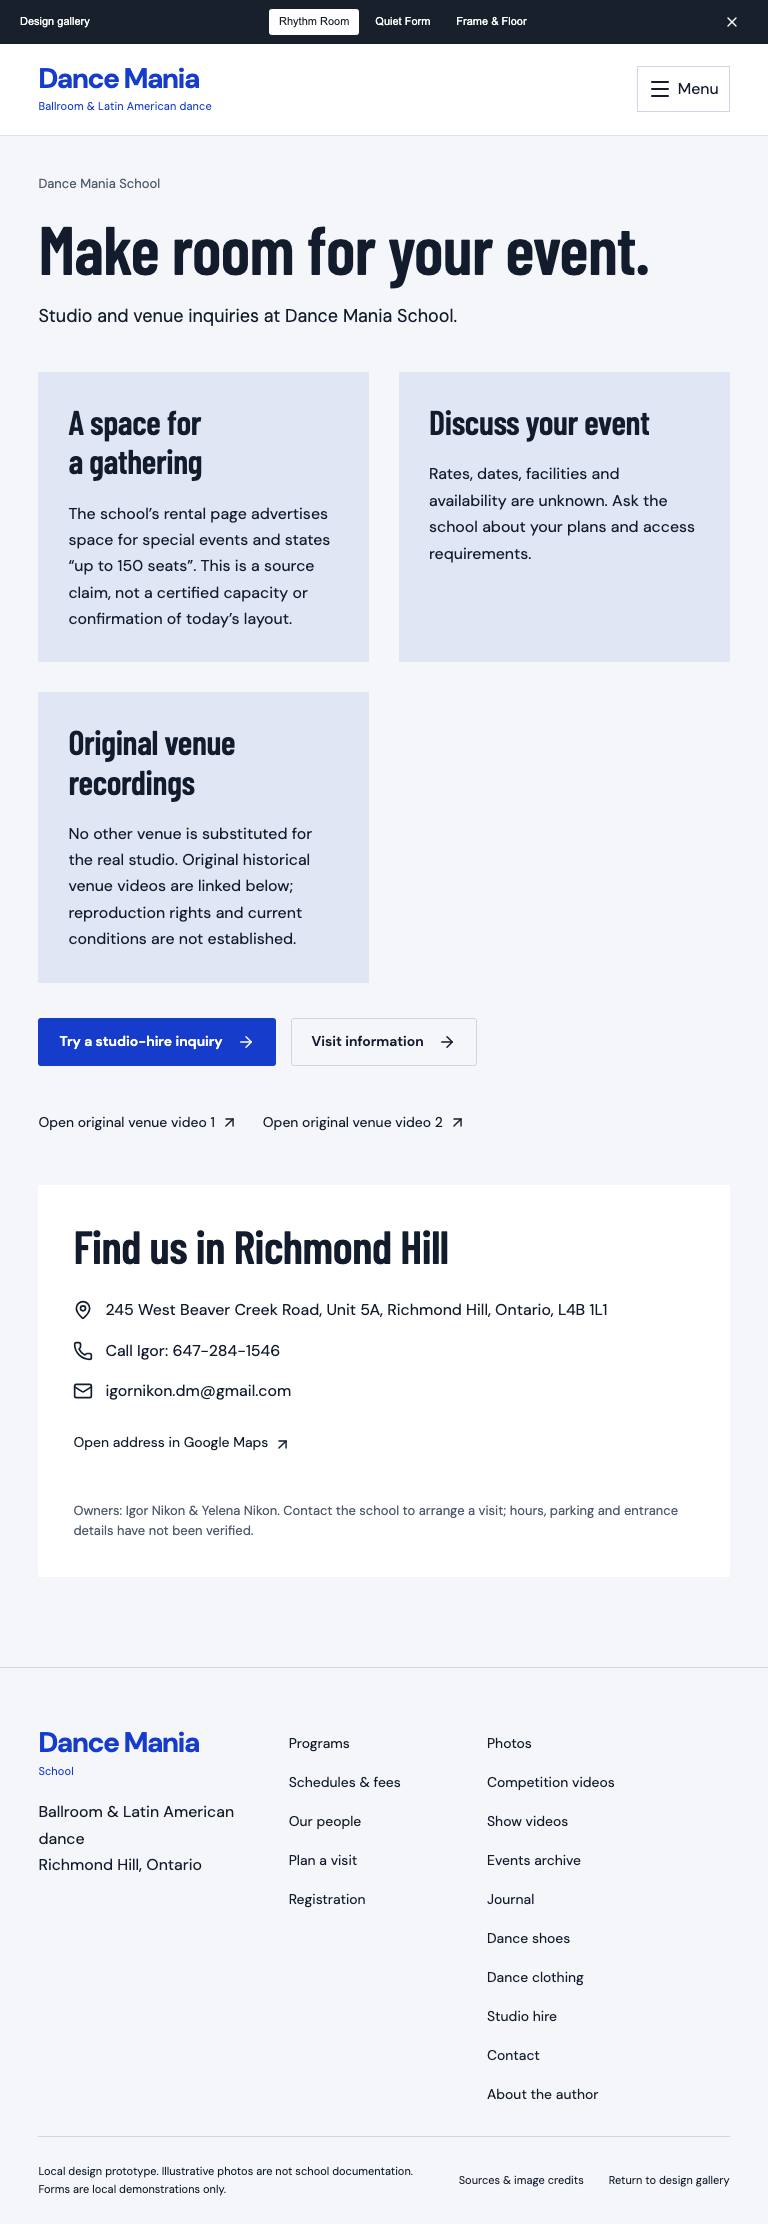 Design gallery
Rhythm Room
Quiet Form
Frame & Floor
Dance Mania
Ballroom & Latin American dance
Menu
Dance Mania School
Make room for your event.
Studio and venue inquiries at Dance Mania School.
A space for
a gathering
The school’s rental page advertises
space for special events and states
“up to 150 seats”. This is a source
claim, not a certified capacity or
confirmation of today’s layout.
Discuss your event
Rates, dates, facilities and
availability are unknown. Ask the
school about your plans and access
requirements.
Original venue
recordings
No other venue is substituted for
the real studio. Original historical
venue videos are linked below;
reproduction rights and current
conditions are not established.
Try a studio-hire inquiry
Visit information
Open original venue video 1
Open original venue video 2
Find us in Richmond Hill
245 West Beaver Creek Road, Unit 5A, Richmond Hill, Ontario, L4B 1L1
Call Igor: 647-284-1546
igornikon.dm@gmail.com
Open address in Google Maps
Owners: Igor Nikon & Yelena Nikon. Contact the school to arrange a visit; hours, parking and entrance
details have not been verified.
Dance Mania
School
Ballroom & Latin American
dance
Richmond Hill, Ontario
Programs
Schedules & fees
Our people
Plan a visit
Registration
Photos
Competition videos
Show videos
Events archive
Journal
Dance shoes
Dance clothing
Studio hire
Contact
About the author
Local design prototype. Illustrative photos are not school documentation.
Forms are local demonstrations only.
Sources & image credits
Return to design gallery